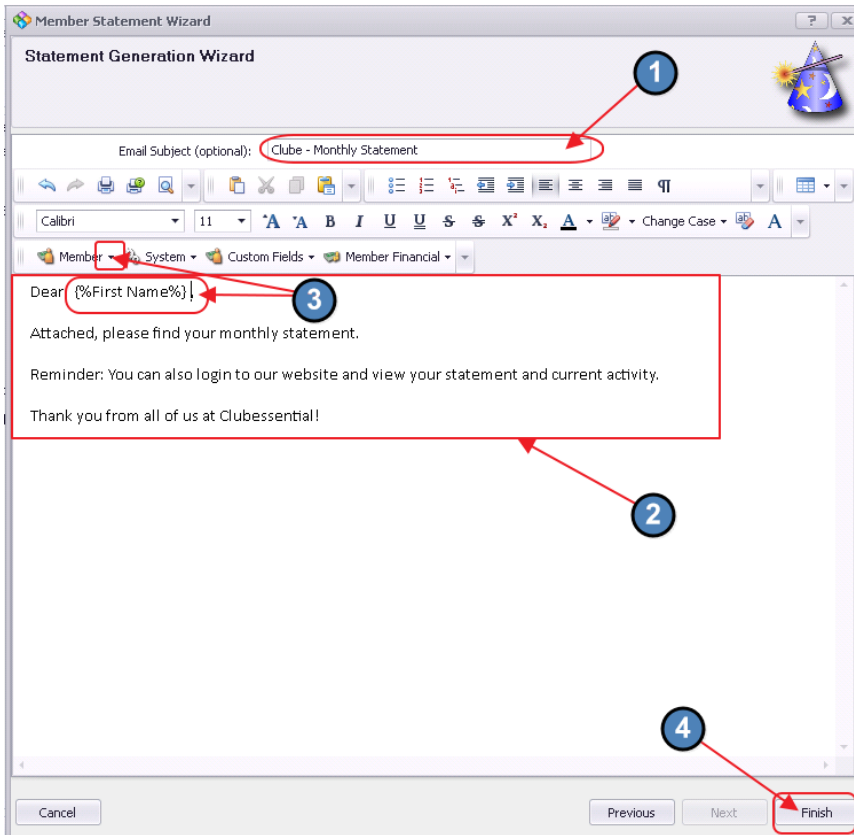 Member Statement Wizard
?
x
Statement Generation Wizard
1
Email Subject (optional): Clube - Monthly Statement
Calibri 11 A A B I U U S S X² X₂ A Change Case A
Member System Custom Fields Member Financial
Dear {%First Name%} ,
3
Attached, please find your monthly statement.
Reminder: You can also login to our website and view your statement and current activity.
Thank you from all of us at Clubessential!
2
4
Cancel Previous Next Finish